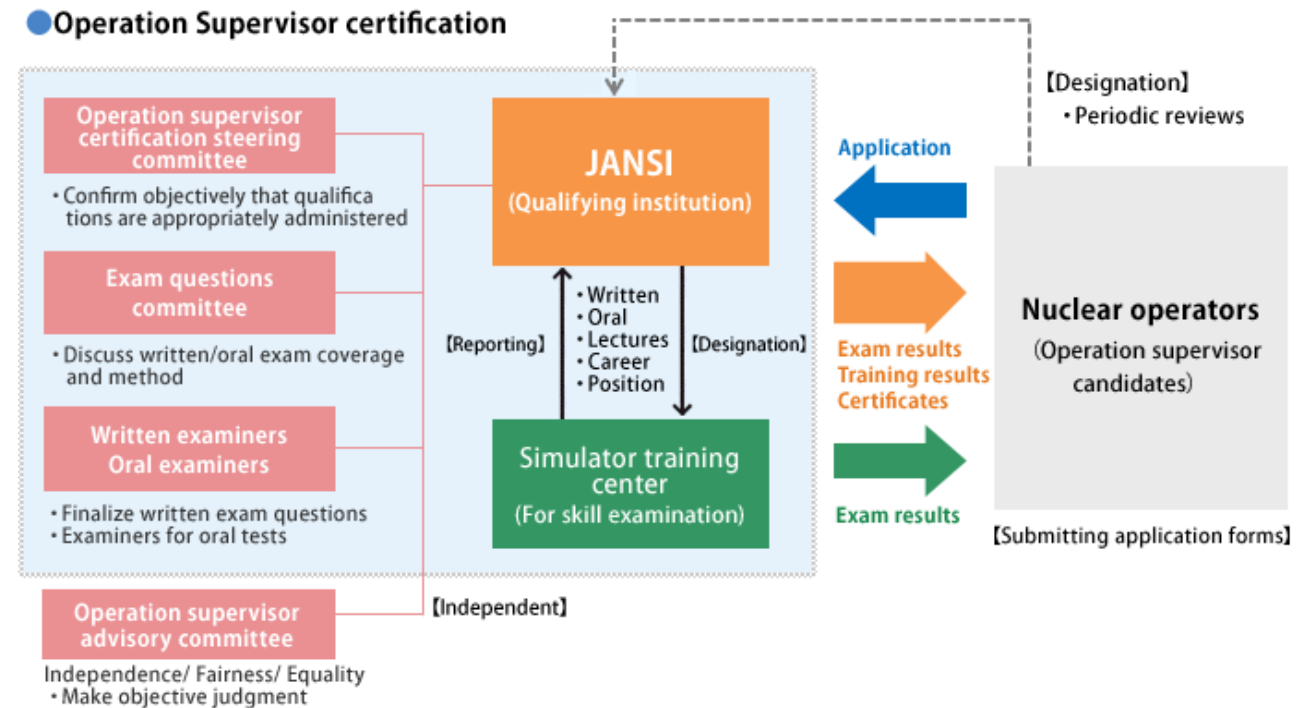 ●Operation Supervisor certification
Operation supervisor
certification steering
committee
・Confirm objectively that qualifica
tions are appropriately administered
Exam questions
committee
・Discuss written/oral exam coverage
and method
Written examiners
Oral examiners
・Finalize written exam questions
・Examiners for oral tests
Operation supervisor
advisory committee
Independence/ Fairness/ Equality
・Make objective judgment
【Independent】
JANSI
(Qualifying institution)
【Reporting】
・Written
・Oral
・Lectures
・Career
・Position
【Designation】
Simulator training
center
(For skill examination)
Application
Exam results
Training results
Certificates
Exam results
【Designation】
・Periodic reviews
Nuclear operators
（Operation supervisor
candidates）
【Submitting application forms】